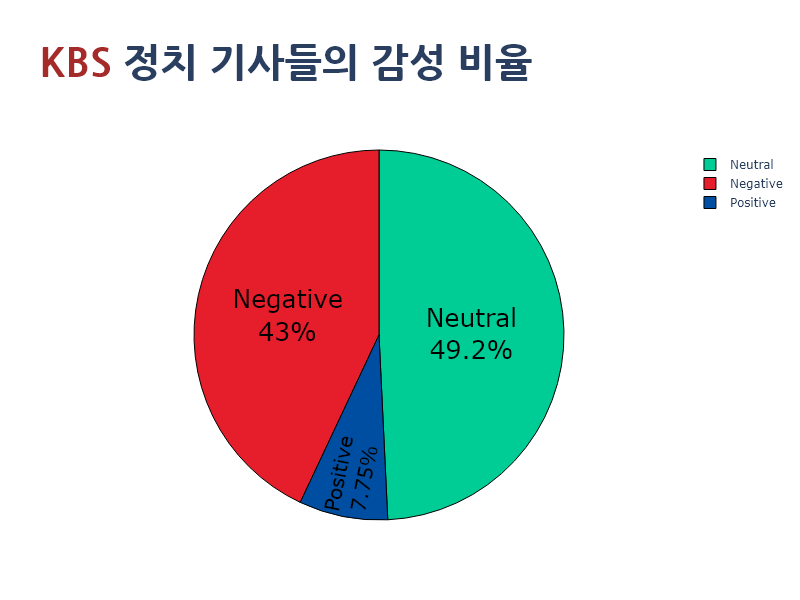 KBS 정치 기사들의 감성 비율
Neutral
Negative
Positive
Negative
43%
Neutral
49.2%
Positive
7.75%